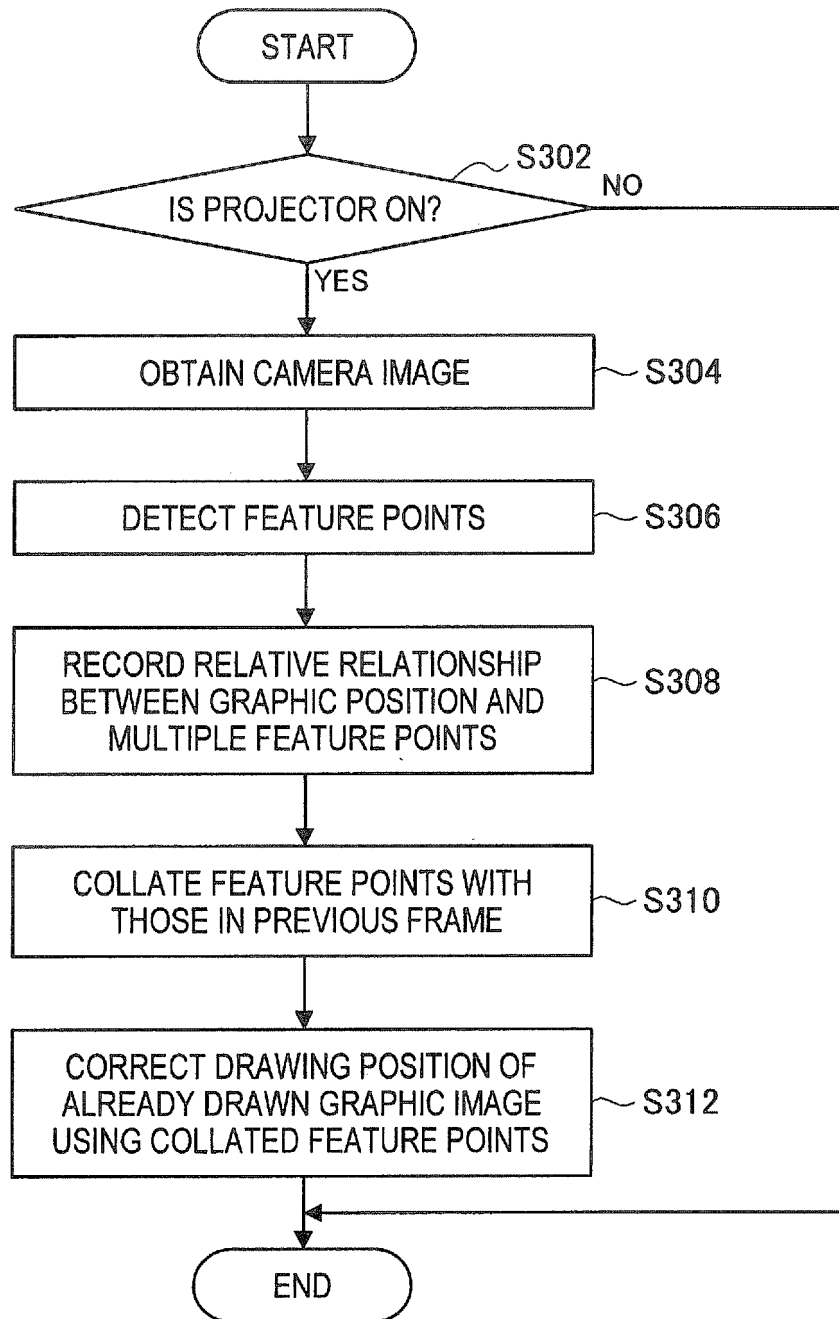 START
S302
IS PROJECTOR ON?
NO
YES
OBTAIN CAMERA IMAGE
S304
DETECT FEATURE POINTS
S306
RECORD RELATIVE RELATIONSHIP
BETWEEN GRAPHIC POSITION AND
MULTIPLE FEATURE POINTS
S308
COLLATE FEATURE POINTS WITH
THOSE IN PREVIOUS FRAME
S310
CORRECT DRAWING POSITION OF
ALREADY DRAWN GRAPHIC IMAGE
USING COLLATED FEATURE POINTS
S312
END